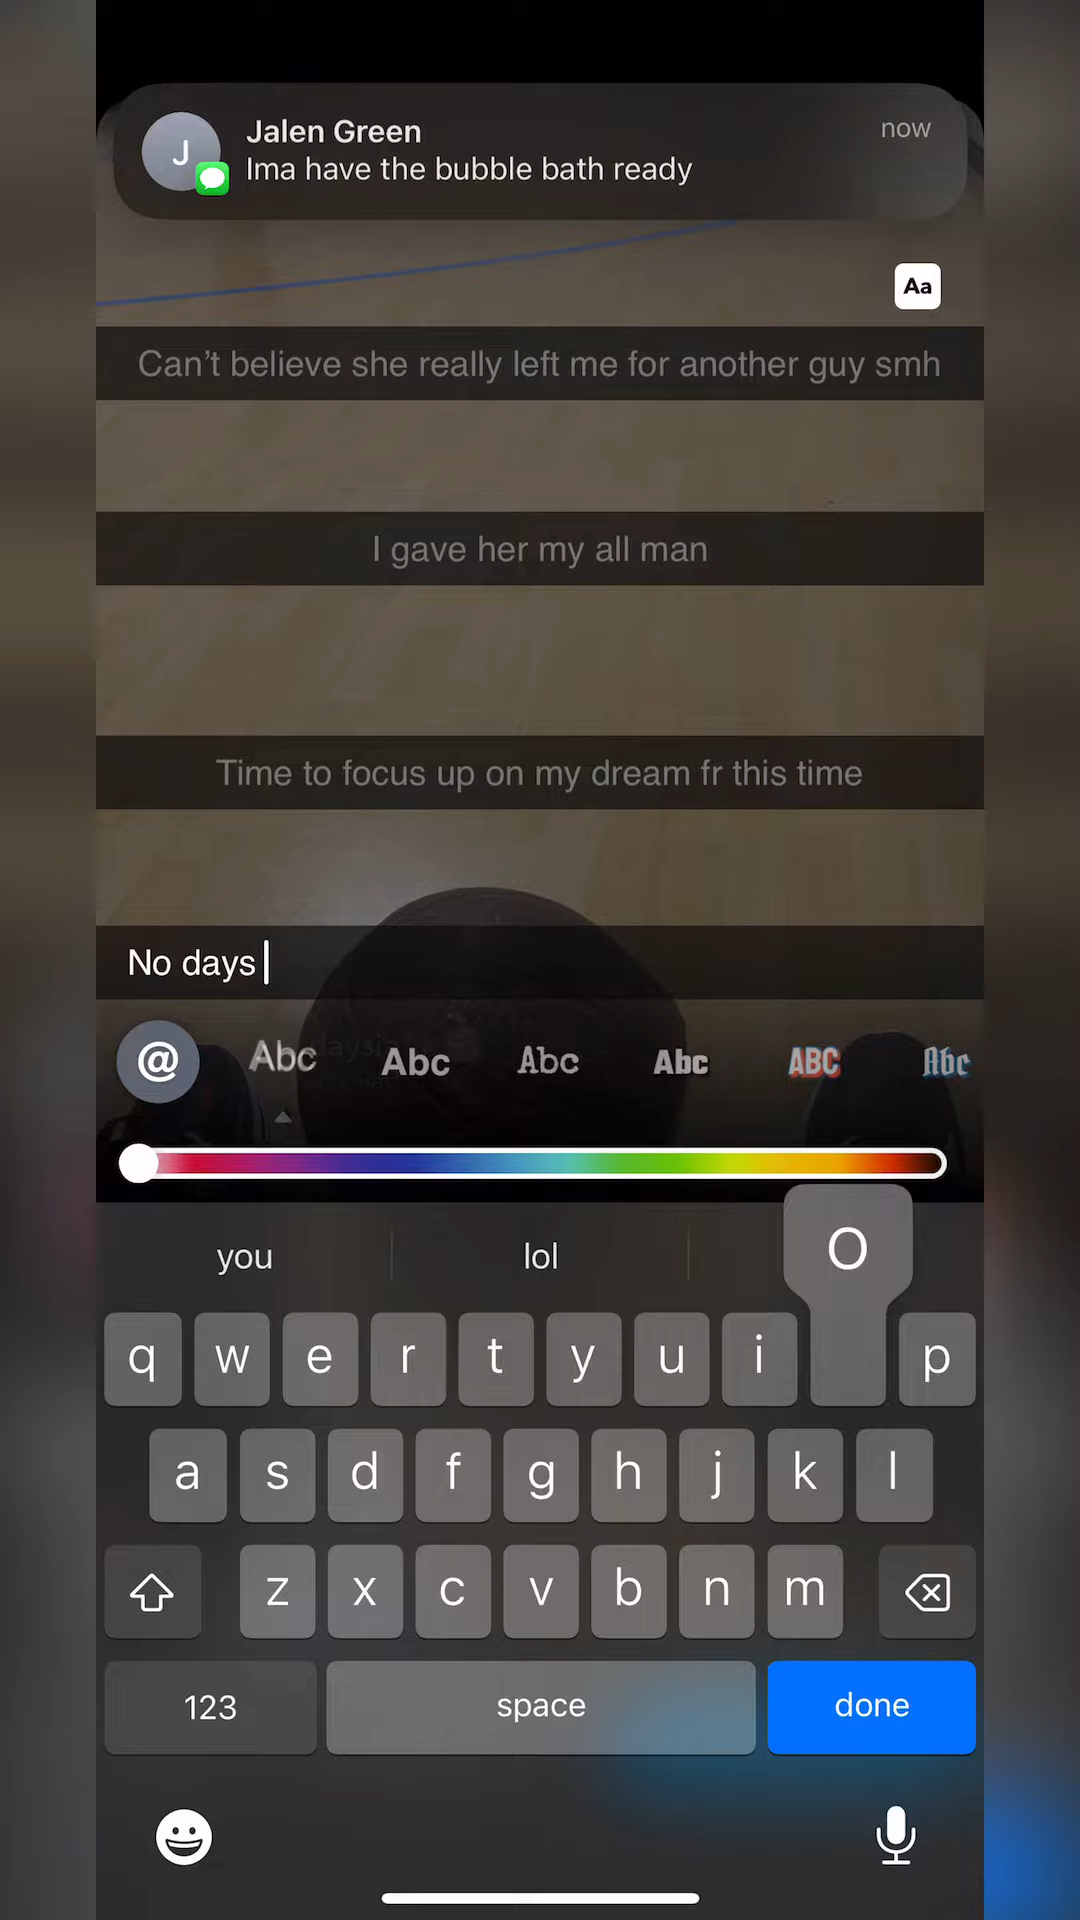 J
Jalen Green
now
Ima have the bubble bath ready
Aa
Can't believe she really left me for another guy smh
I gave her my all man
Time to focus up on my dream fr this time
No days
@ Abc Abc Abc Abc ABC Abc
you lol
O
q w e r t y u i p
a s d f g h j k l
z x c v b n m
123 space done